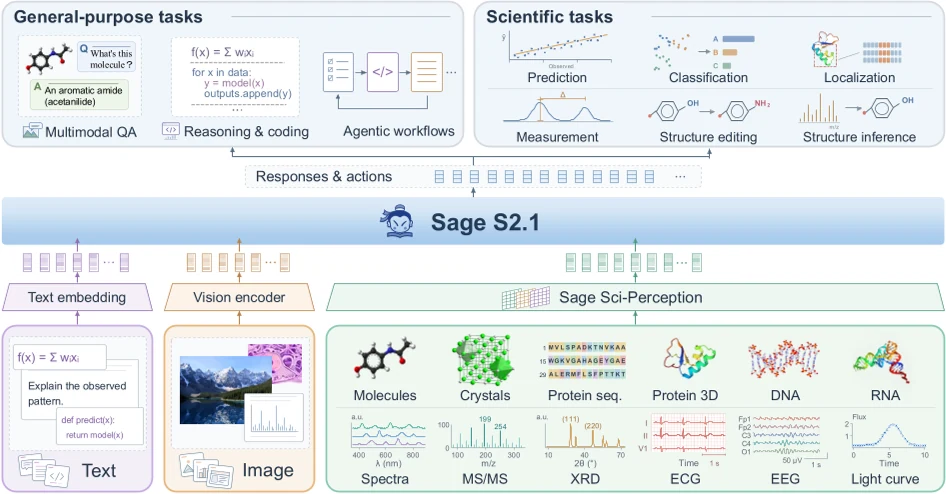 General-purpose tasks
Q What's this
molecule?
A An aromatic amide
(acetanilide)
Multimodal QA
f(x) = Σ wᵢxᵢ
for x in data:
y = model(x)
outputs.append(y)
...
Reasoning & coding
</>
...
Agentic workflows
Scientific tasks
ŷ
Observed
Prediction
A
B
C
Classification
Localization
Δ
Measurement
OH
NH₂
Structure editing
m/z
OH
Structure inference
Responses & actions
...
Sage S2.1
...
...
...
Text embedding
Vision encoder
Sage Sci-Perception
f(x) = Σ wᵢxᵢ
Explain the observed
pattern.
def predict(x):
return model(x)
</>
Text
Image
Molecules
Crystals
1 MVLSPADKTNVKAA
15 WGKVGAHAGEYGAE
29 ALERMFLSFPTTKT
Protein seq.
Protein 3D
DNA
RNA
a.u.
400 600 800
λ (nm)
Spectra
100
0
199
254
100 200 300
m/z
MS/MS
a.u.
(111)
(220)
10 40 70
2θ (°)
XRD
I
II
V1
Time 1 s
ECG
Fp1
Fp2
C3
C4
O1
50 μV 1 s
EEG
Flux
2
1
0 5 10
Time
Light curve